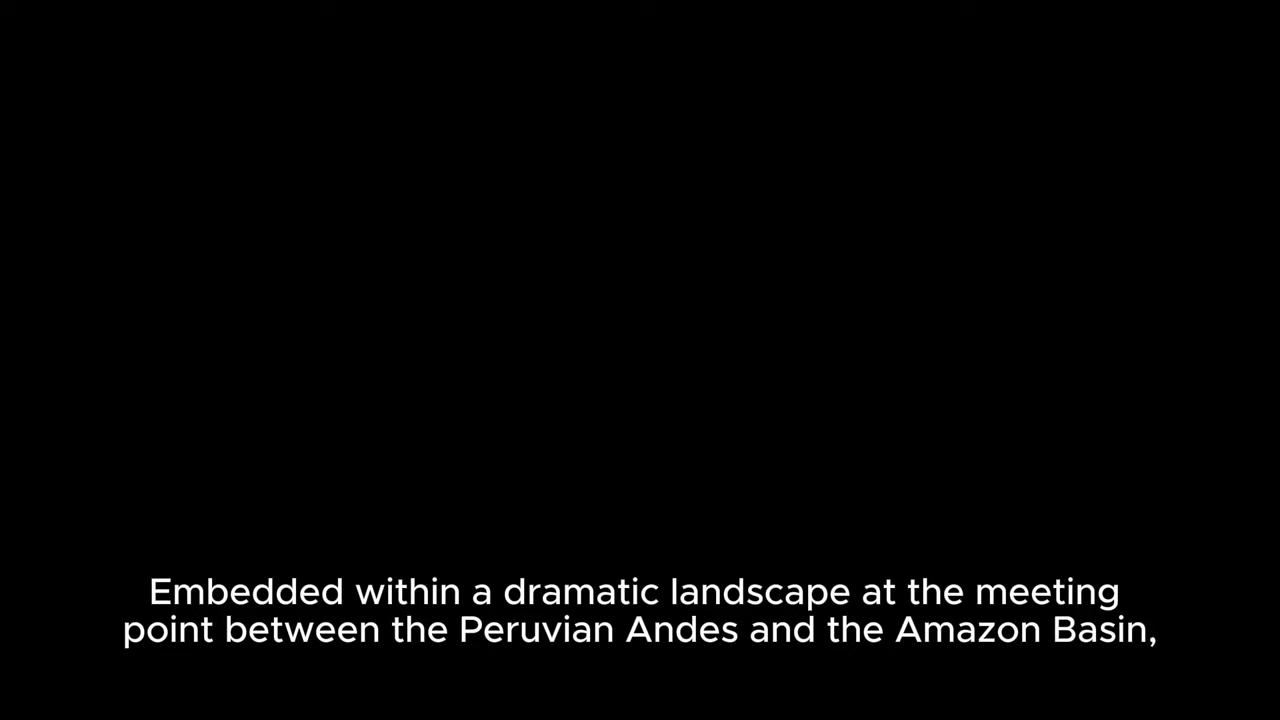 Embedded within a dramatic landscape at the meeting
point between the Peruvian Andes and the Amazon Basin,